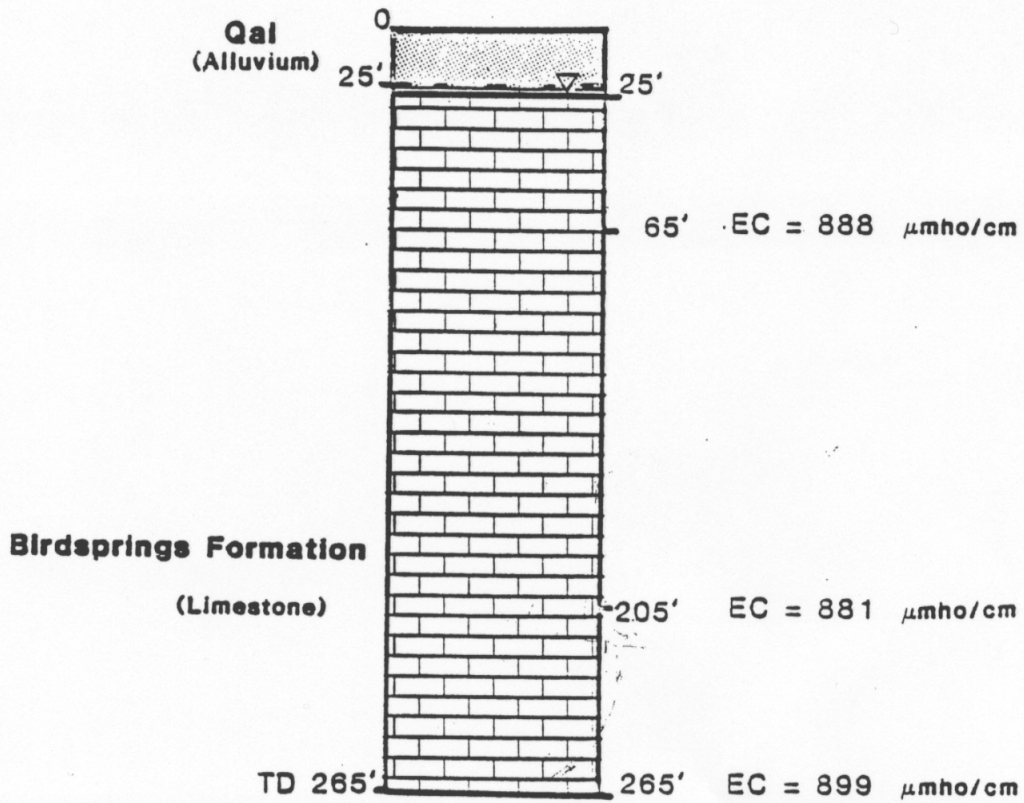 0
Qal
(Alluvium)
25' 25'
65' EC = 888 μmho/cm
Birdsprings Formation
(Limestone)
205' EC = 881 μmho/cm
TD 265' 265' EC = 899 μmho/cm